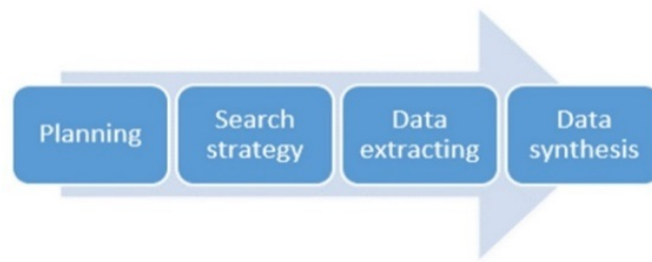 Planning
Search
strategy
Data
extracting
Data
synthesis